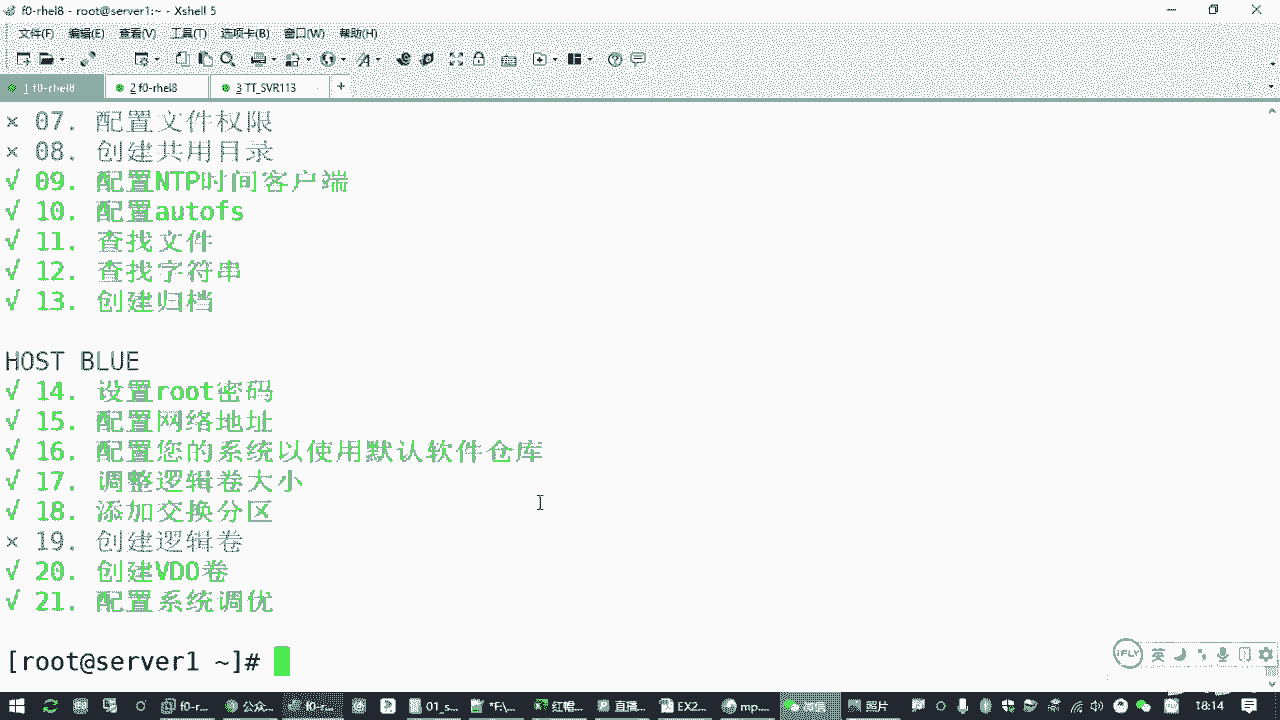 f0-rhel8 - root@server1:~ - Xshell 5
文件(F) 编辑(E) 查看(V) 工具(T) 选项卡(B) 窗口(W) 帮助(H)
1 f0-rhel8 2 f0-rhel8 3 TT_SVR113 +
× 07. 配置文件权限
× 08. 创建共用目录
√ 09. 配置NTP时间客户端
√ 10. 配置autofs
√ 11. 查找文件
√ 12. 查找字符串
√ 13. 创建归档
HOST BLUE
√ 14. 设置root密码
√ 15. 配置网络地址
√ 16. 配置您的系统以使用默认软件仓库
√ 17. 调整逻辑卷大小
√ 18. 添加交换分区
× 19. 创建逻辑卷
√ 20. 创建VDO卷
√ 21. 配置系统调优
[root@server1 ~]#
iFLY 英
f0-r... 公众... f0-r... 01_s... *F\... 红帽... 直播... EX2... mp... 微信 照片 18:14